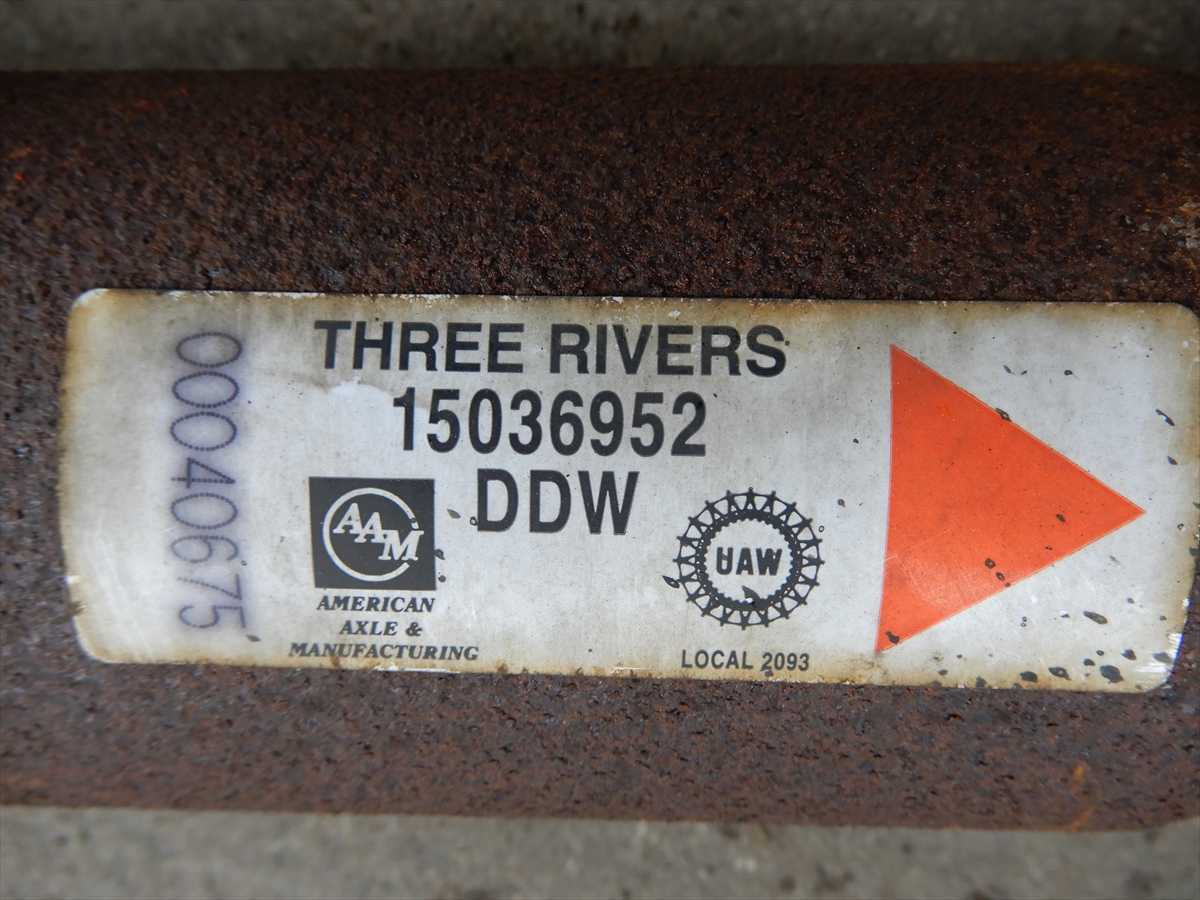 THREE RIVERS
15036952
DDW
00040675
AAM
AMERICAN
AXLE &
MANUFACTURING
UAW
LOCAL 2093